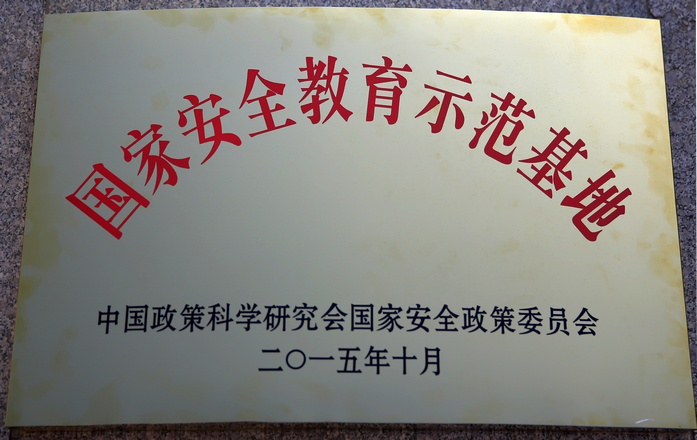 国家安全教育示范基地
中国政策科学研究会国家安全政策委员会
二〇一五年十月